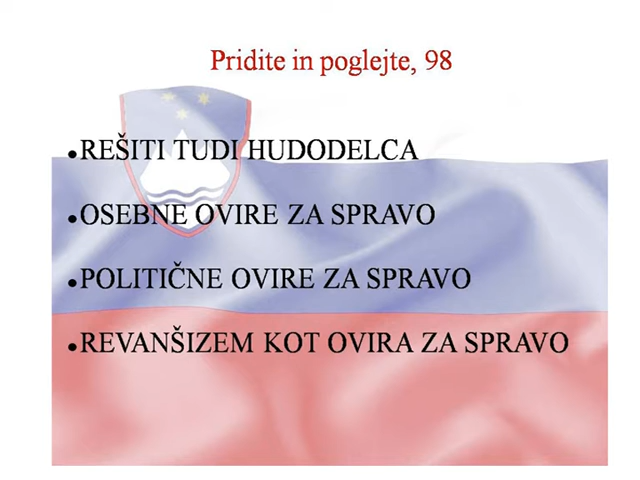 Pridite in poglejte, 98
• REŠITI TUDI HUDODELCA
• OSEBNE OVIRE ZA SPRAVO
• POLITIČNE OVIRE ZA SPRAVO
• REVANŠIZEM KOT OVIRA ZA SPRAVO